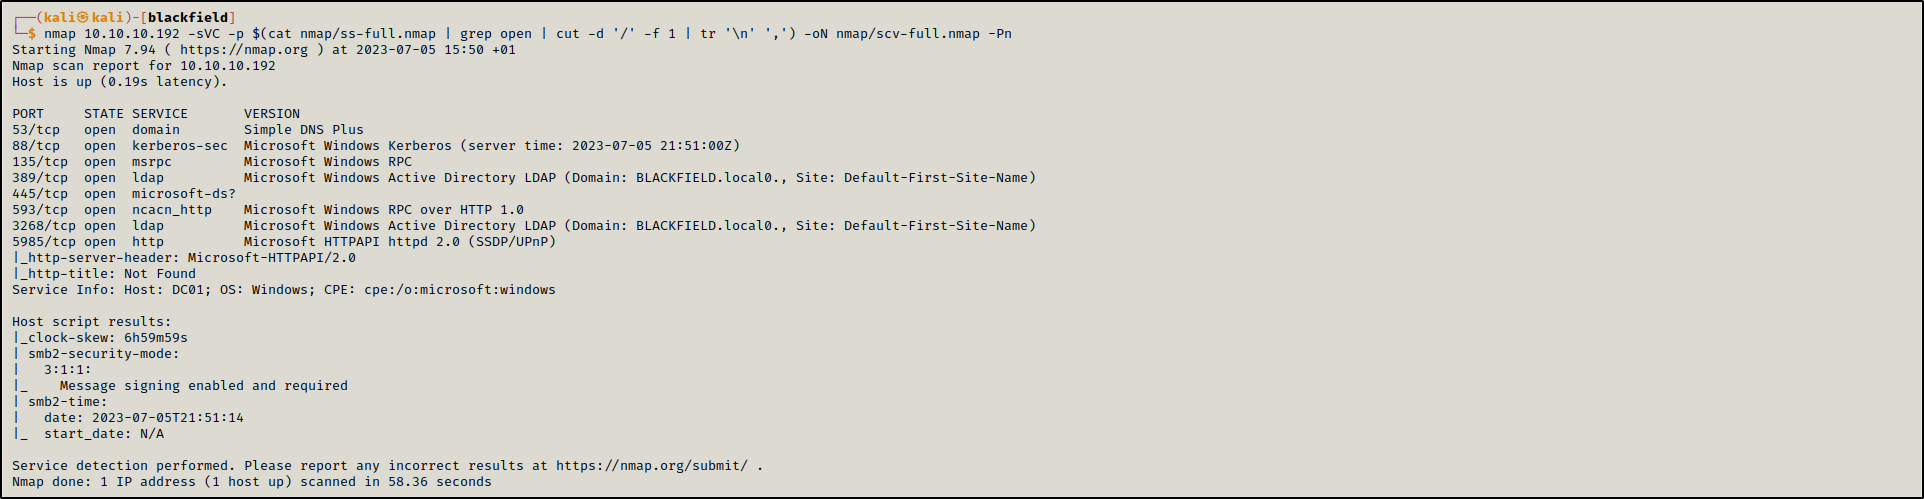 ┌──(kali㉿kali)-[blackfield]
└─$ nmap 10.10.10.192 -sVC -p $(cat nmap/ss-full.nmap | grep open | cut -d '/' -f 1 | tr '\n' ',') -oN nmap/scv-full.nmap -Pn
Starting Nmap 7.94 ( https://nmap.org ) at 2023-07-05 15:50 +01
Nmap scan report for 10.10.10.192
Host is up (0.19s latency).

PORT     STATE SERVICE       VERSION
53/tcp   open  domain        Simple DNS Plus
88/tcp   open  kerberos-sec  Microsoft Windows Kerberos (server time: 2023-07-05 21:51:00Z)
135/tcp  open  msrpc         Microsoft Windows RPC
389/tcp  open  ldap          Microsoft Windows Active Directory LDAP (Domain: BLACKFIELD.local0., Site: Default-First-Site-Name)
445/tcp  open  microsoft-ds?
593/tcp  open  ncacn_http    Microsoft Windows RPC over HTTP 1.0
3268/tcp open  ldap          Microsoft Windows Active Directory LDAP (Domain: BLACKFIELD.local0., Site: Default-First-Site-Name)
5985/tcp open  http          Microsoft HTTPAPI httpd 2.0 (SSDP/UPnP)
|_http-server-header: Microsoft-HTTPAPI/2.0
|_http-title: Not Found
Service Info: Host: DC01; OS: Windows; CPE: cpe:/o:microsoft:windows

Host script results:
|_clock-skew: 6h59m59s
| smb2-security-mode:
|   3:1:1:
|_    Message signing enabled and required
| smb2-time:
|   date: 2023-07-05T21:51:14
|_  start_date: N/A

Service detection performed. Please report any incorrect results at https://nmap.org/submit/ .
Nmap done: 1 IP address (1 host up) scanned in 58.36 seconds